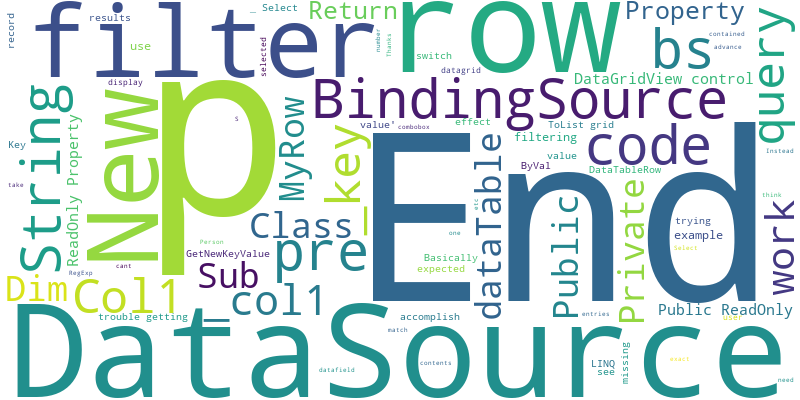 _ Select
Return
Property
filter
row
record
results
use
selected
number
Thanks
switch
bs
contained
advance
query
display
datagrid
DataGridView control
String
New
p
MyRow
BindingSource
s
value'
combobox
effect
ToList grid
filtering
code
Instead
Key
ReadOnly Property
_key
End
dataTable
value
ByVal
DataTableRow
take
think
Class
etc
Public
Private
trying
example
work
Person
GetNewKeyValue
pre
one
Select
cant
RegExp
Sub
Basically
expected
Dim
Col1
_col1
trouble getting
accomplish
entries
Public ReadOnly
user
DataSource
match
datafield
contents
LINQ
see
missing
exact
need